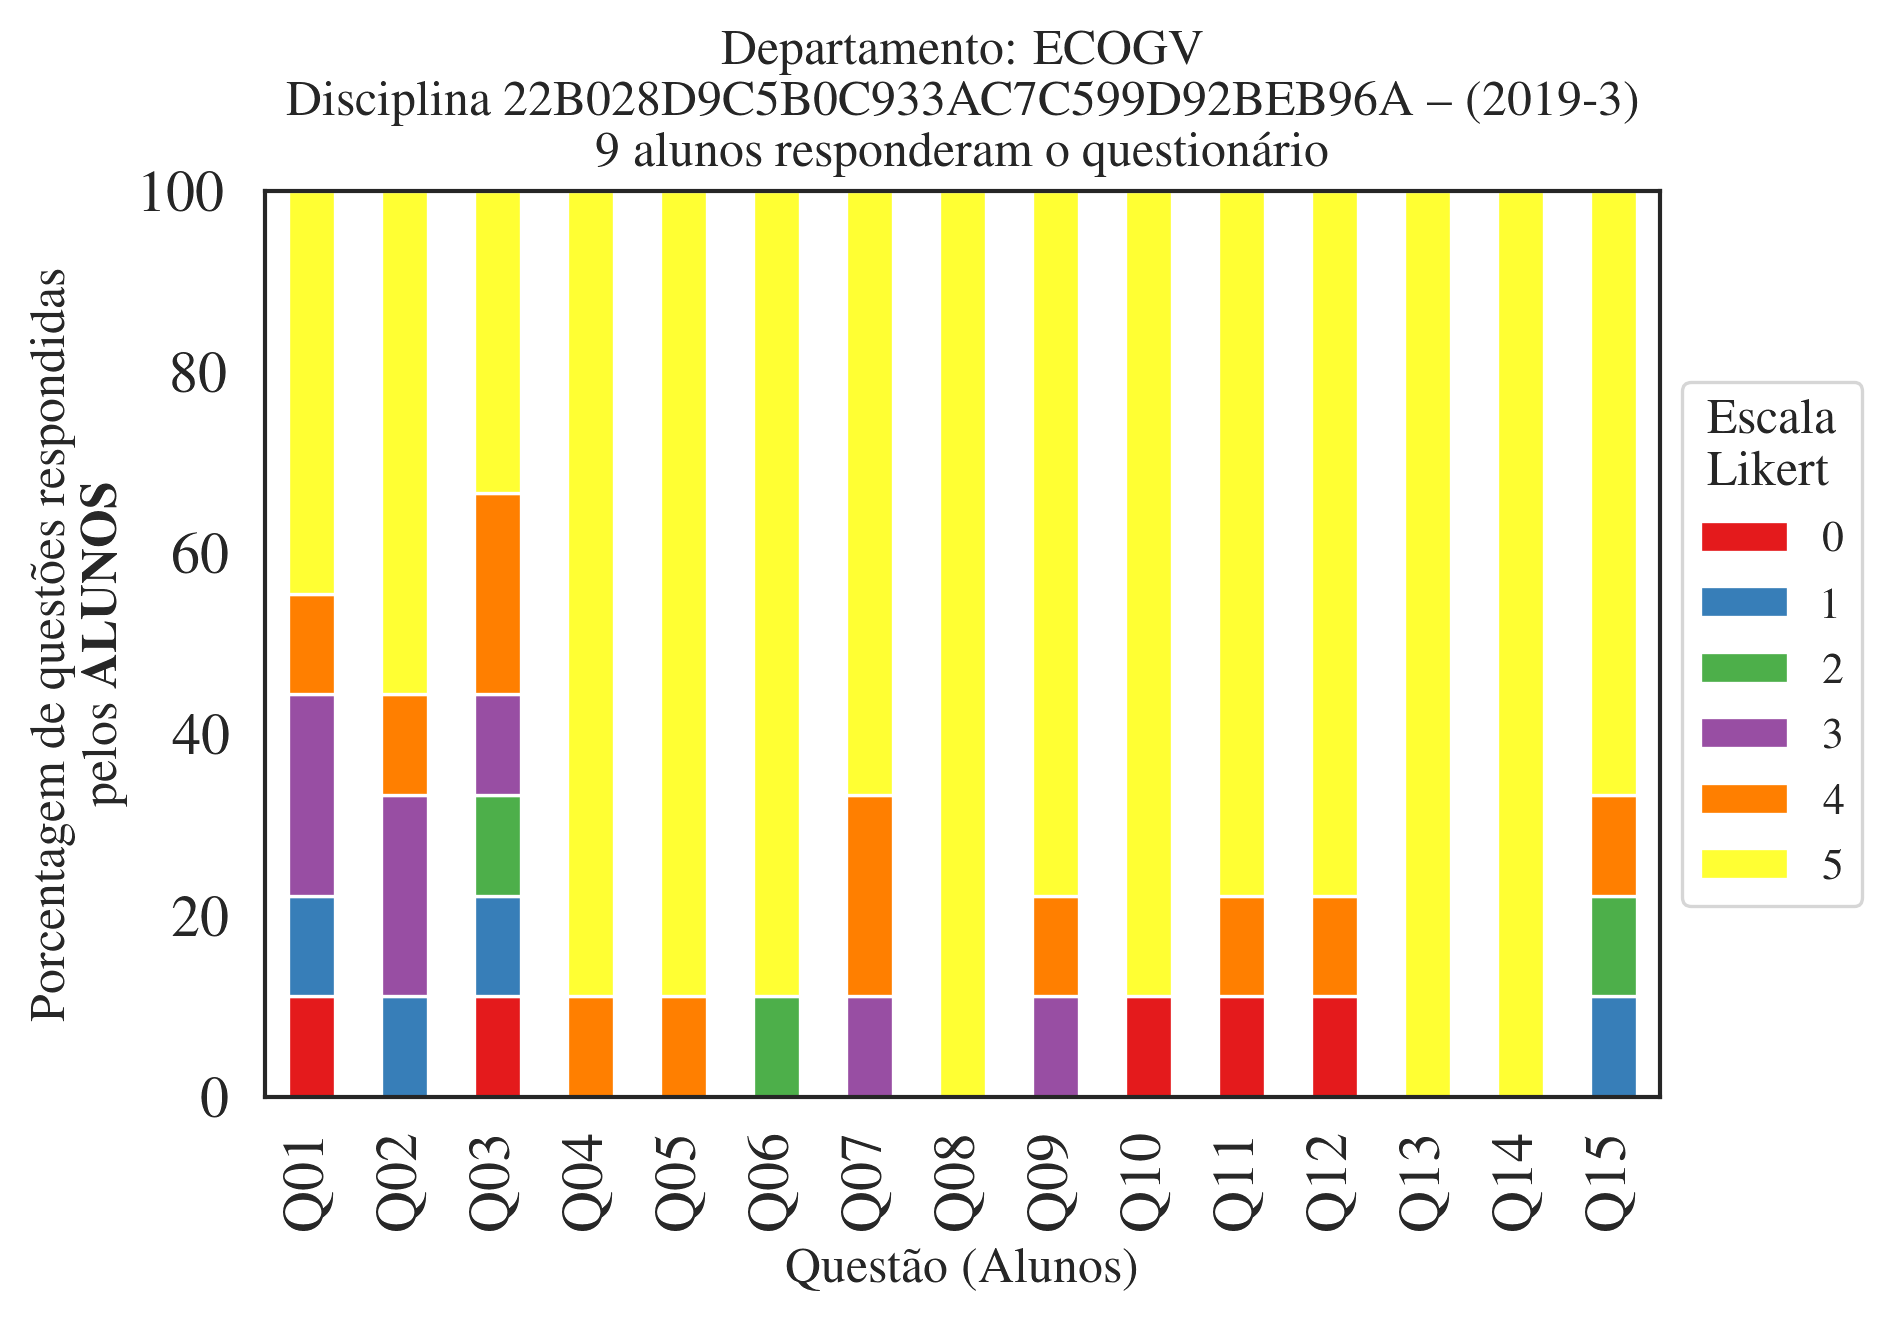 Departamento: ECOGV
Disciplina 22B028D9C5B0C933AC7C599D92BEB96A – (2019-3)
9 alunos responderam o questionário
Porcentagem de questões respondidas
pelos ALUNOS
100
80
60
40
20
0
Q01
Q02
Q03
Q04
Q05
Q06
Q07
Q08
Q09
Q10
Q11
Q12
Q13
Q14
Q15
Questão (Alunos)
Escala
Likert
0
1
2
3
4
5